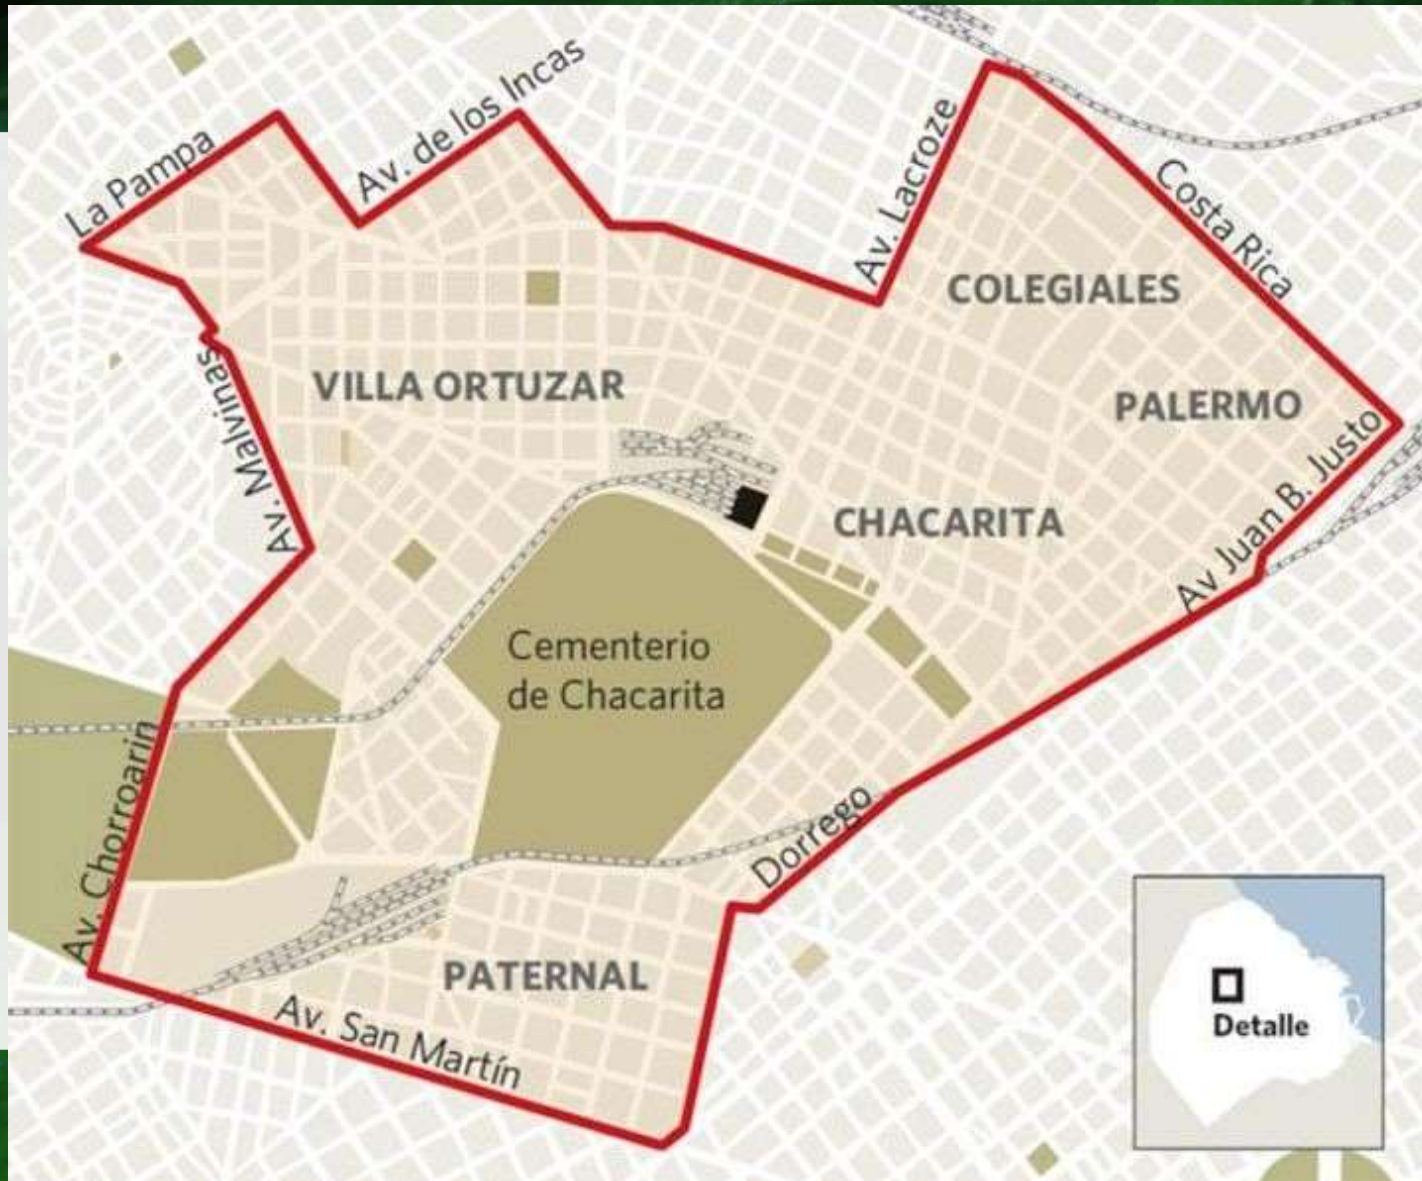 Av. de los Incas
La Pampa
Av. Lacroze
Costa Rica
COLEGIALES
VILLA ORTUZAR
Av. Malvinas
PALERMO
CHACARITA
Av Juan B. Justo
Cementerio
de Chacarita
Av. Chorroarin
Dorrego
PATERNAL
Av. San Martín
Detalle